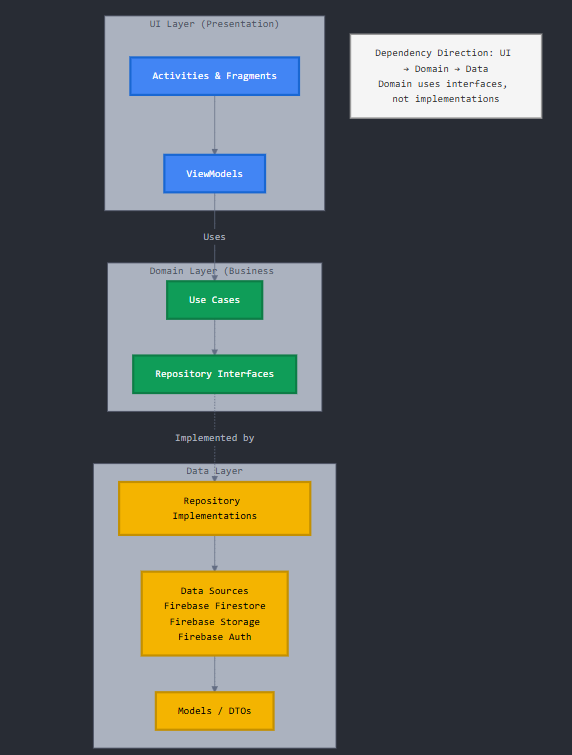 UI Layer (Presentation)
Activities & Fragments
ViewModels
Uses
Domain Layer (Business
Use Cases
Repository Interfaces
Implemented by
Data Layer
Repository
Implementations
Data Sources
Firebase Firestore
Firebase Storage
Firebase Auth
Models / DTOs
Dependency Direction: UI
→ Domain → Data
Domain uses interfaces,
not implementations